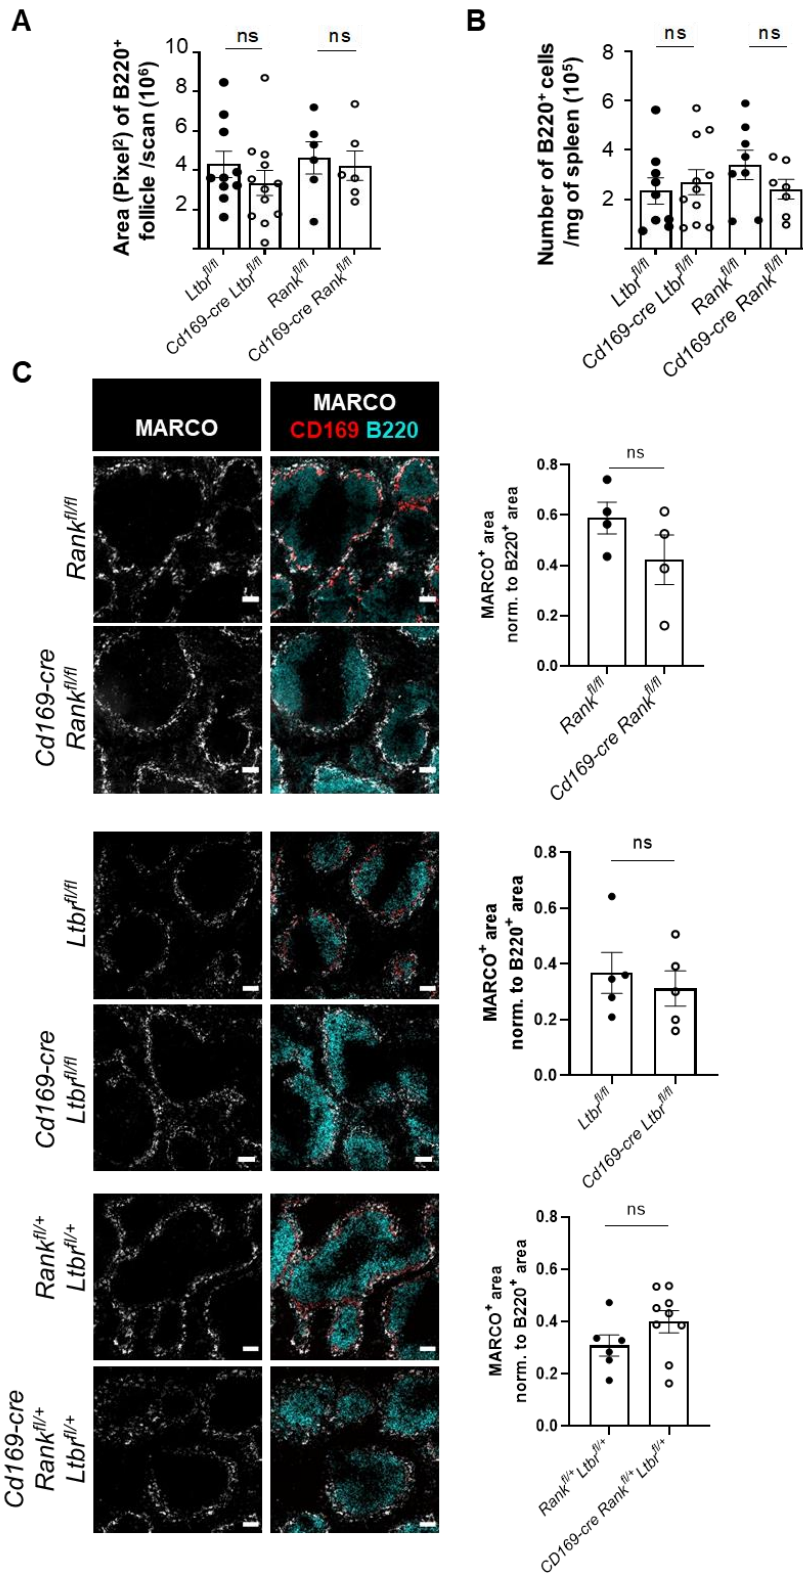 A
Area (Pixel²) of B220⁺
follicle /scan (10⁶)
10
8
6
4
2
ns
ns
Ltbr^fl/fl
Cd169-cre Ltbr^fl/fl
Rank^fl/fl
Cd169-cre Rank^fl/fl
B
Number of B220⁺ cells
/mg of spleen (10⁵)
8
6
4
2
ns
ns
Ltbr^fl/fl
Cd169-cre Ltbr^fl/fl
Rank^fl/fl
Cd169-cre Rank^fl/fl
C
MARCO
MARCO
CD169 B220
Rank^fl/fl
Cd169-cre
Rank^fl/fl
MARCO⁺ area
norm. to B220⁺ area
0.8
0.6
0.4
0.2
0.0
ns
Rank^fl/fl
Cd169-cre Rank^fl/fl
Ltbr^fl/fl
Cd169-cre
Ltbr^fl/fl
MARCO⁺ area
norm. to B220⁺ area
0.8
0.6
0.4
0.2
0.0
ns
Ltbr^fl/fl
Cd169-cre Ltbr^fl/fl
Rank^fl/+
Ltbr^fl/+
Cd169-cre
Rank^fl/+
Ltbr^fl/+
MARCO⁺ area
norm. to B220⁺ area
0.8
0.6
0.4
0.2
0.0
ns
Rank^fl/+ Ltbr^fl/+
CD169-cre Rank^fl/+ Ltbr^fl/+